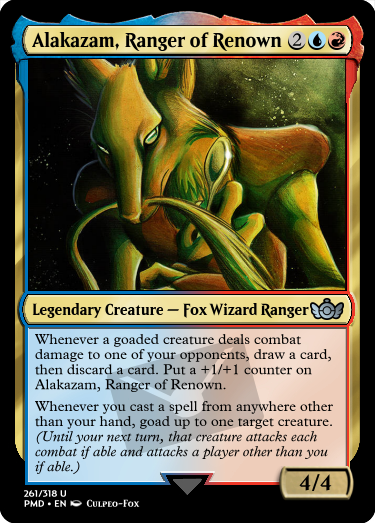 Alakazam, Ranger of Renown 2
Legendary Creature — Fox Wizard Ranger
Whenever a goaded creature deals combat
damage to one of your opponents, draw a card,
then discard a card. Put a +1/+1 counter on
Alakazam, Ranger of Renown.
Whenever you cast a spell from anywhere other
than your hand, goad up to one target creature.
(Until your next turn, that creature attacks each
combat if able and attacks a player other than you
if able.)
4/4
261/318 U
PMD • EN Culpeo-Fox